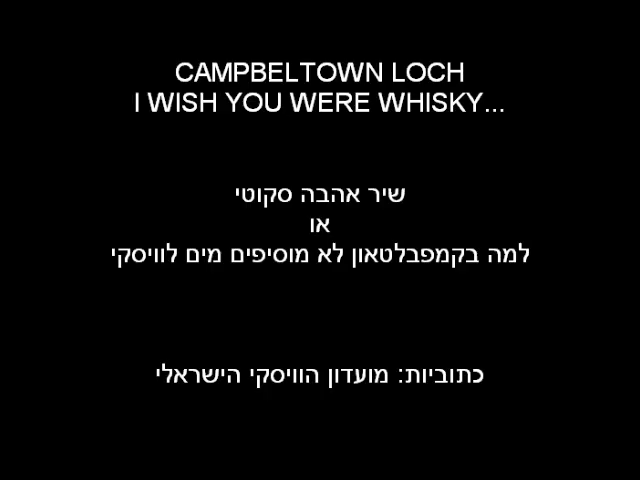 CAMPBELTOWN LOCH
I WISH YOU WERE WHISKY...
שיר אהבה סקוטי
או
למה בקמפבלטאון לא מוסיפים מים לוויסקי
כתוביות: מועדון הוויסקי הישראלי